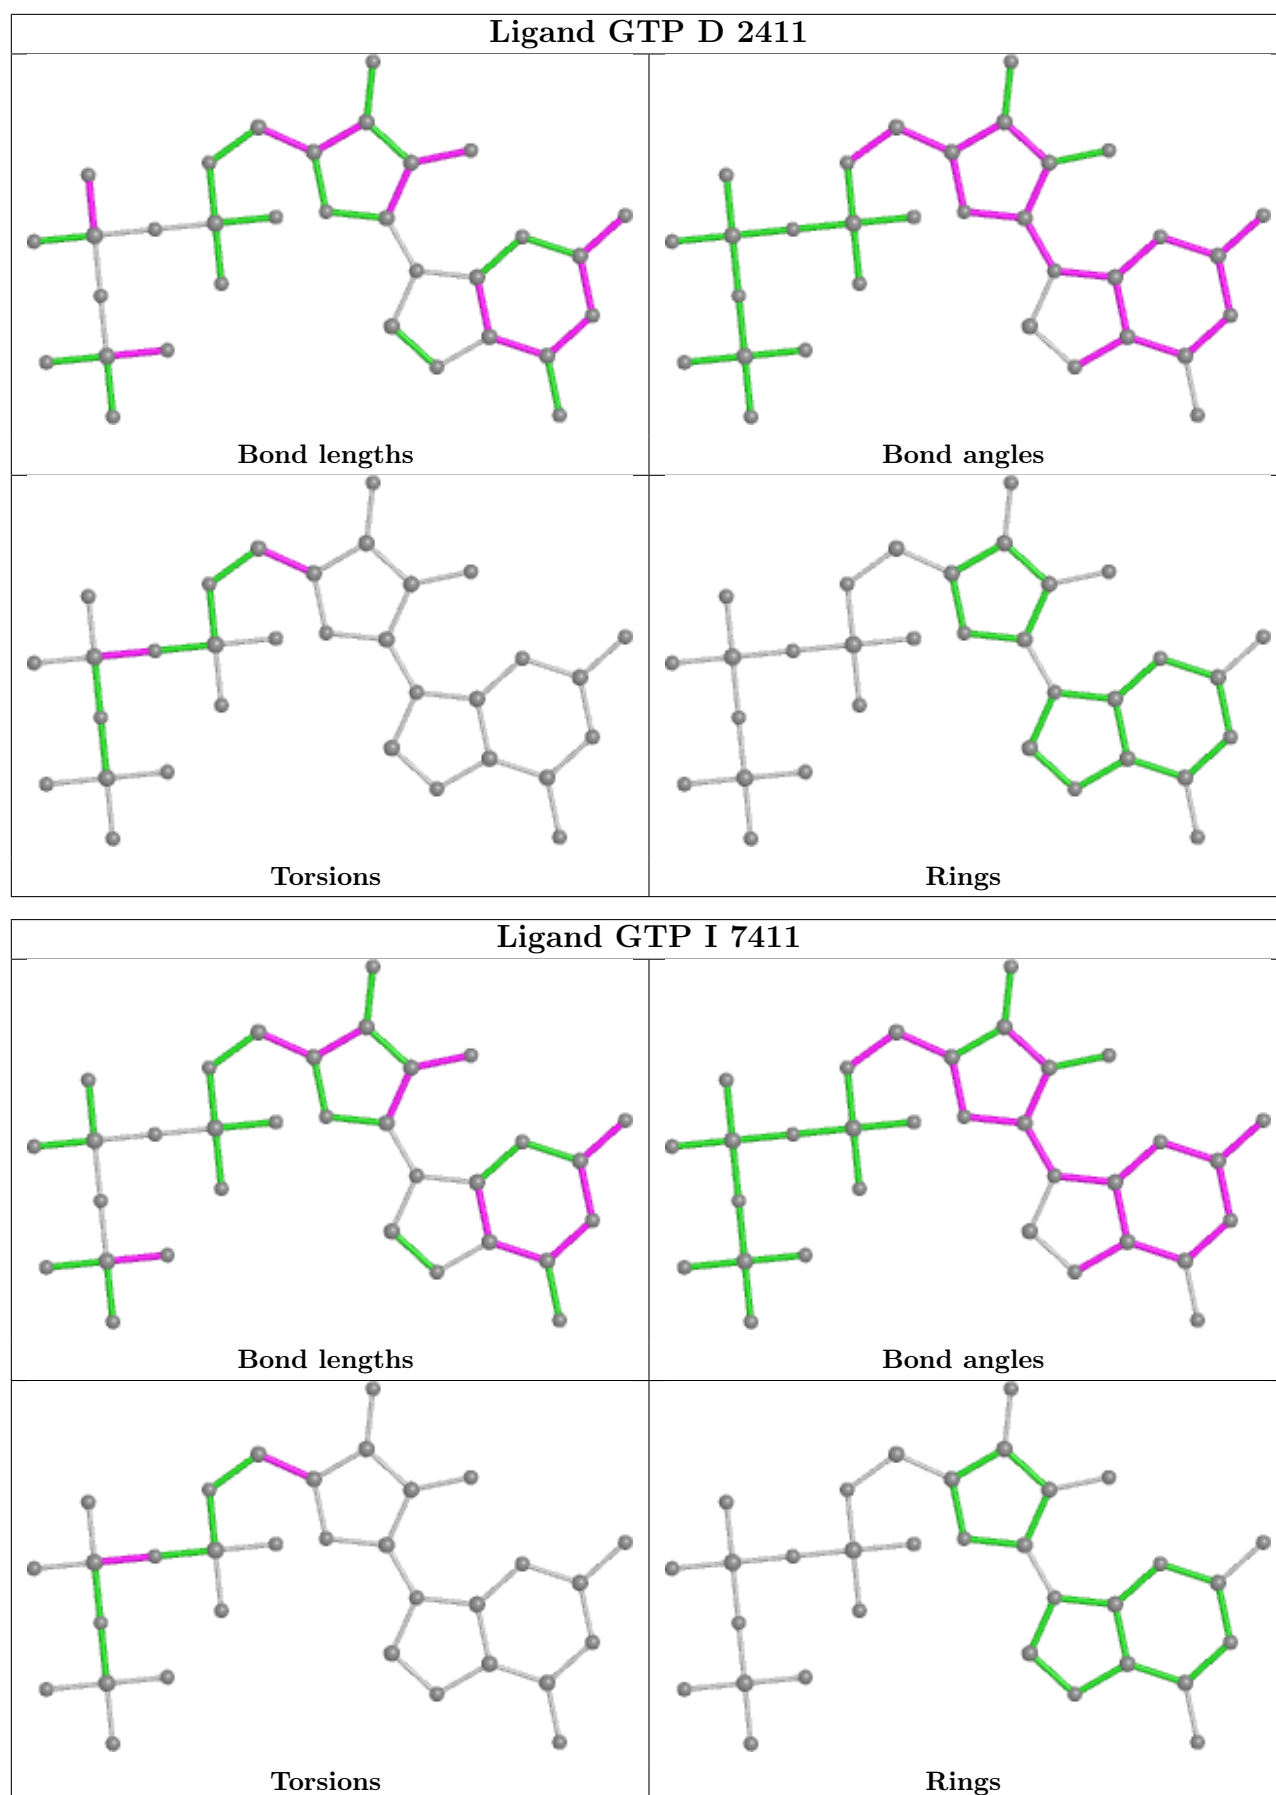 Ligand GTP D 2411
Bond lengths
Bond angles
Torsions
Rings
Ligand GTP I 7411
Bond lengths
Bond angles
Torsions
Rings